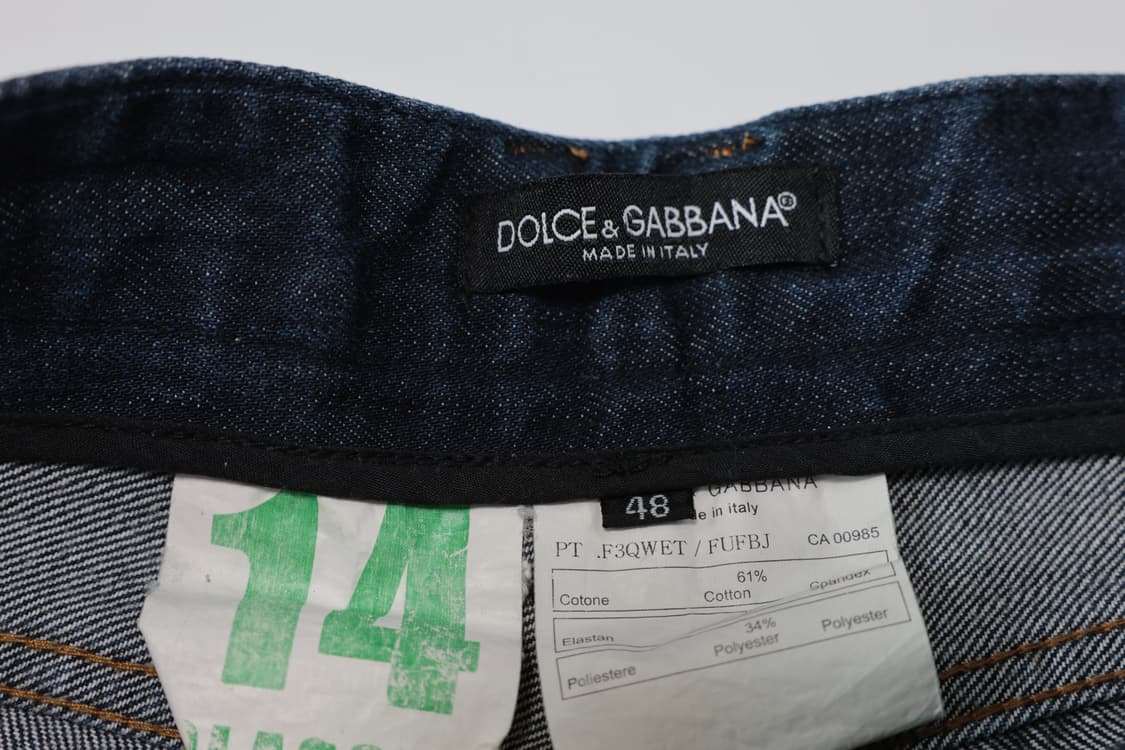 DOLCE & GABBANA®
MADE IN ITALY
14
48
GABBANA
e in italy
PT .F3QWET / FUFBJ CA 00985
61%
Cotone Cotton Spandex
Elastan 34%
Poliestere Polyester Polyester